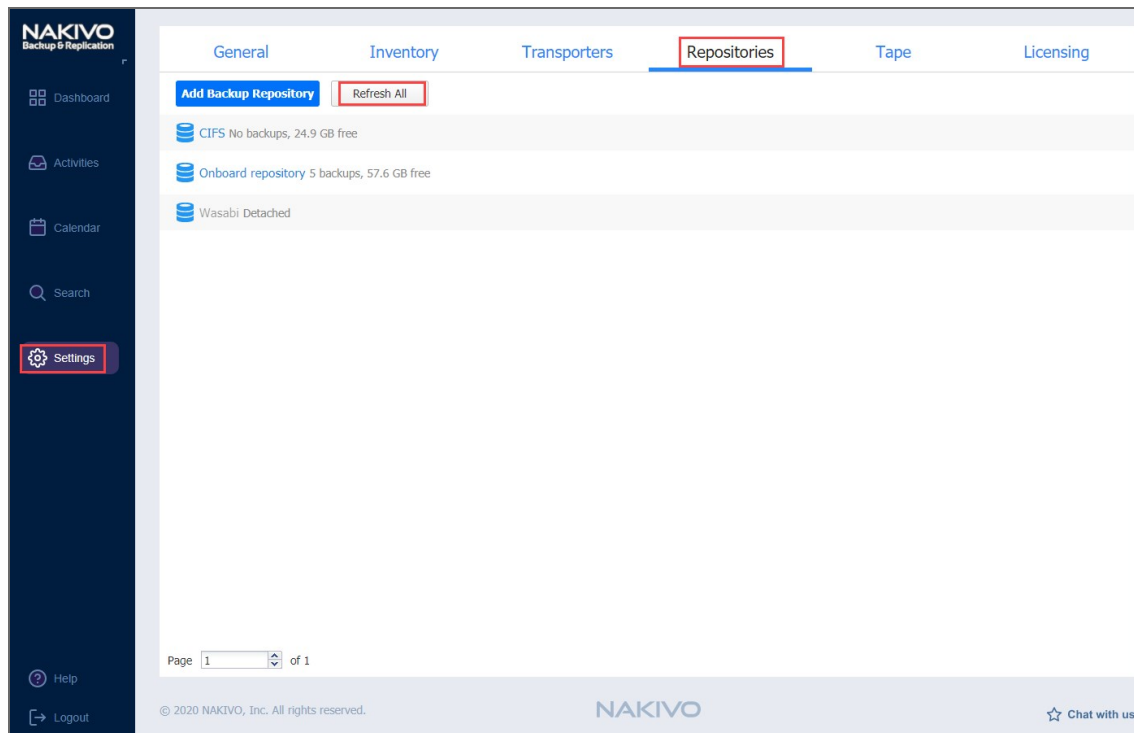 NAKIVO
Backup & Replication
Dashboard
Activities
Calendar
Search
Settings
Help
Logout
General Inventory Transporters Repositories Tape Licensing
Add Backup Repository Refresh All
CIFS No backups, 24.9 GB free
Onboard repository 5 backups, 57.6 GB free
Wasabi Detached
Page 1 of 1
© 2020 NAKIVO, Inc. All rights reserved. NAKIVO Chat with us